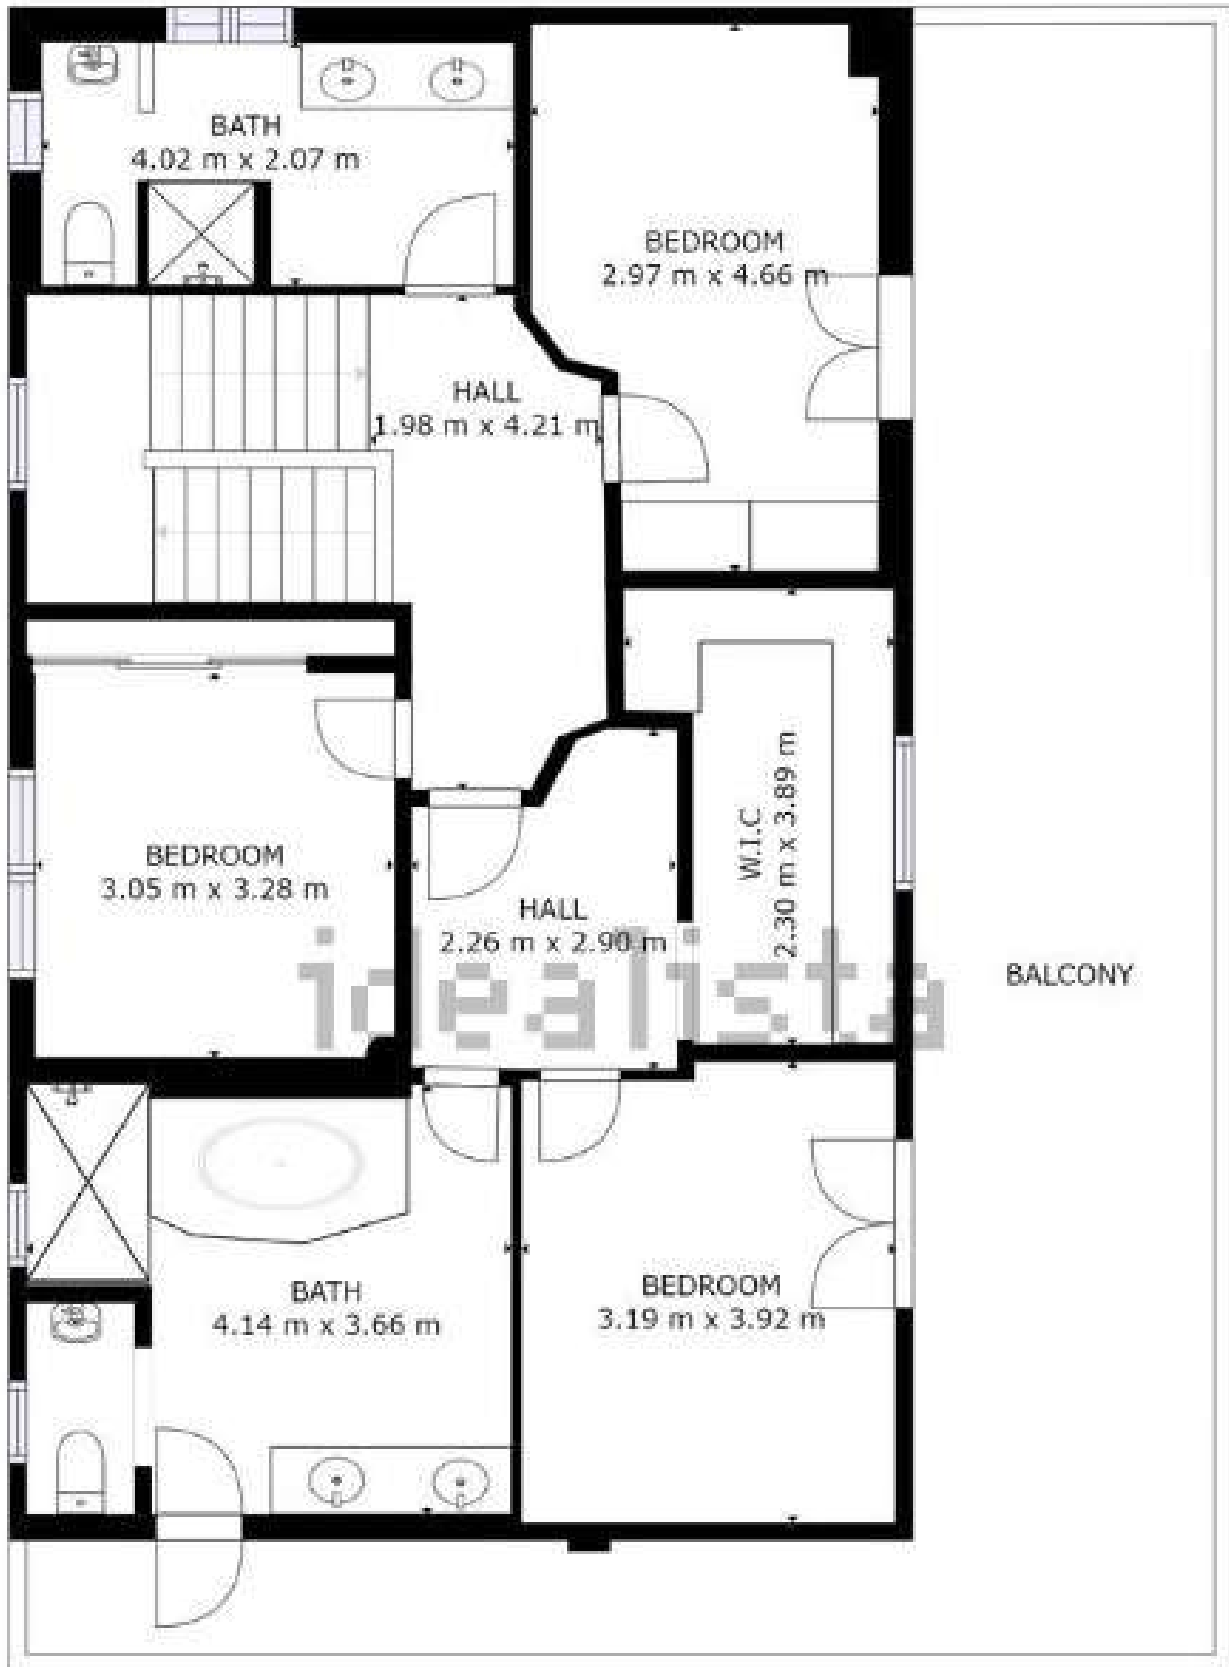 BATH
4.02 m x 2.07 m
BEDROOM
2.97 m x 4.66 m
HALL
1.98 m x 4.21 m
BEDROOM
3.05 m x 3.28 m
HALL
2.26 m x 2.90 m
W.I.C
2.30 m x 3.89 m
idealista
BALCONY
BATH
4.14 m x 3.66 m
BEDROOM
3.19 m x 3.92 m